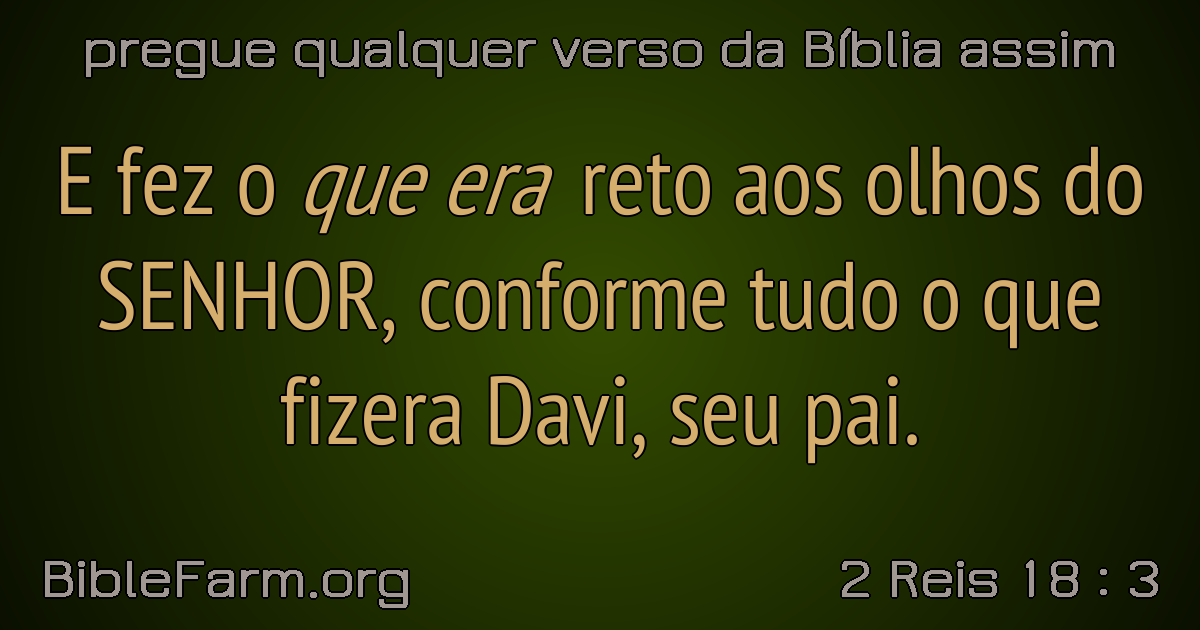 pregue qualquer verso da Bíblia assim
E fez o que era reto aos olhos do
SENHOR, conforme tudo o que
fizera Davi, seu pai.
BibleFarm.org
2 Reis 18 : 3